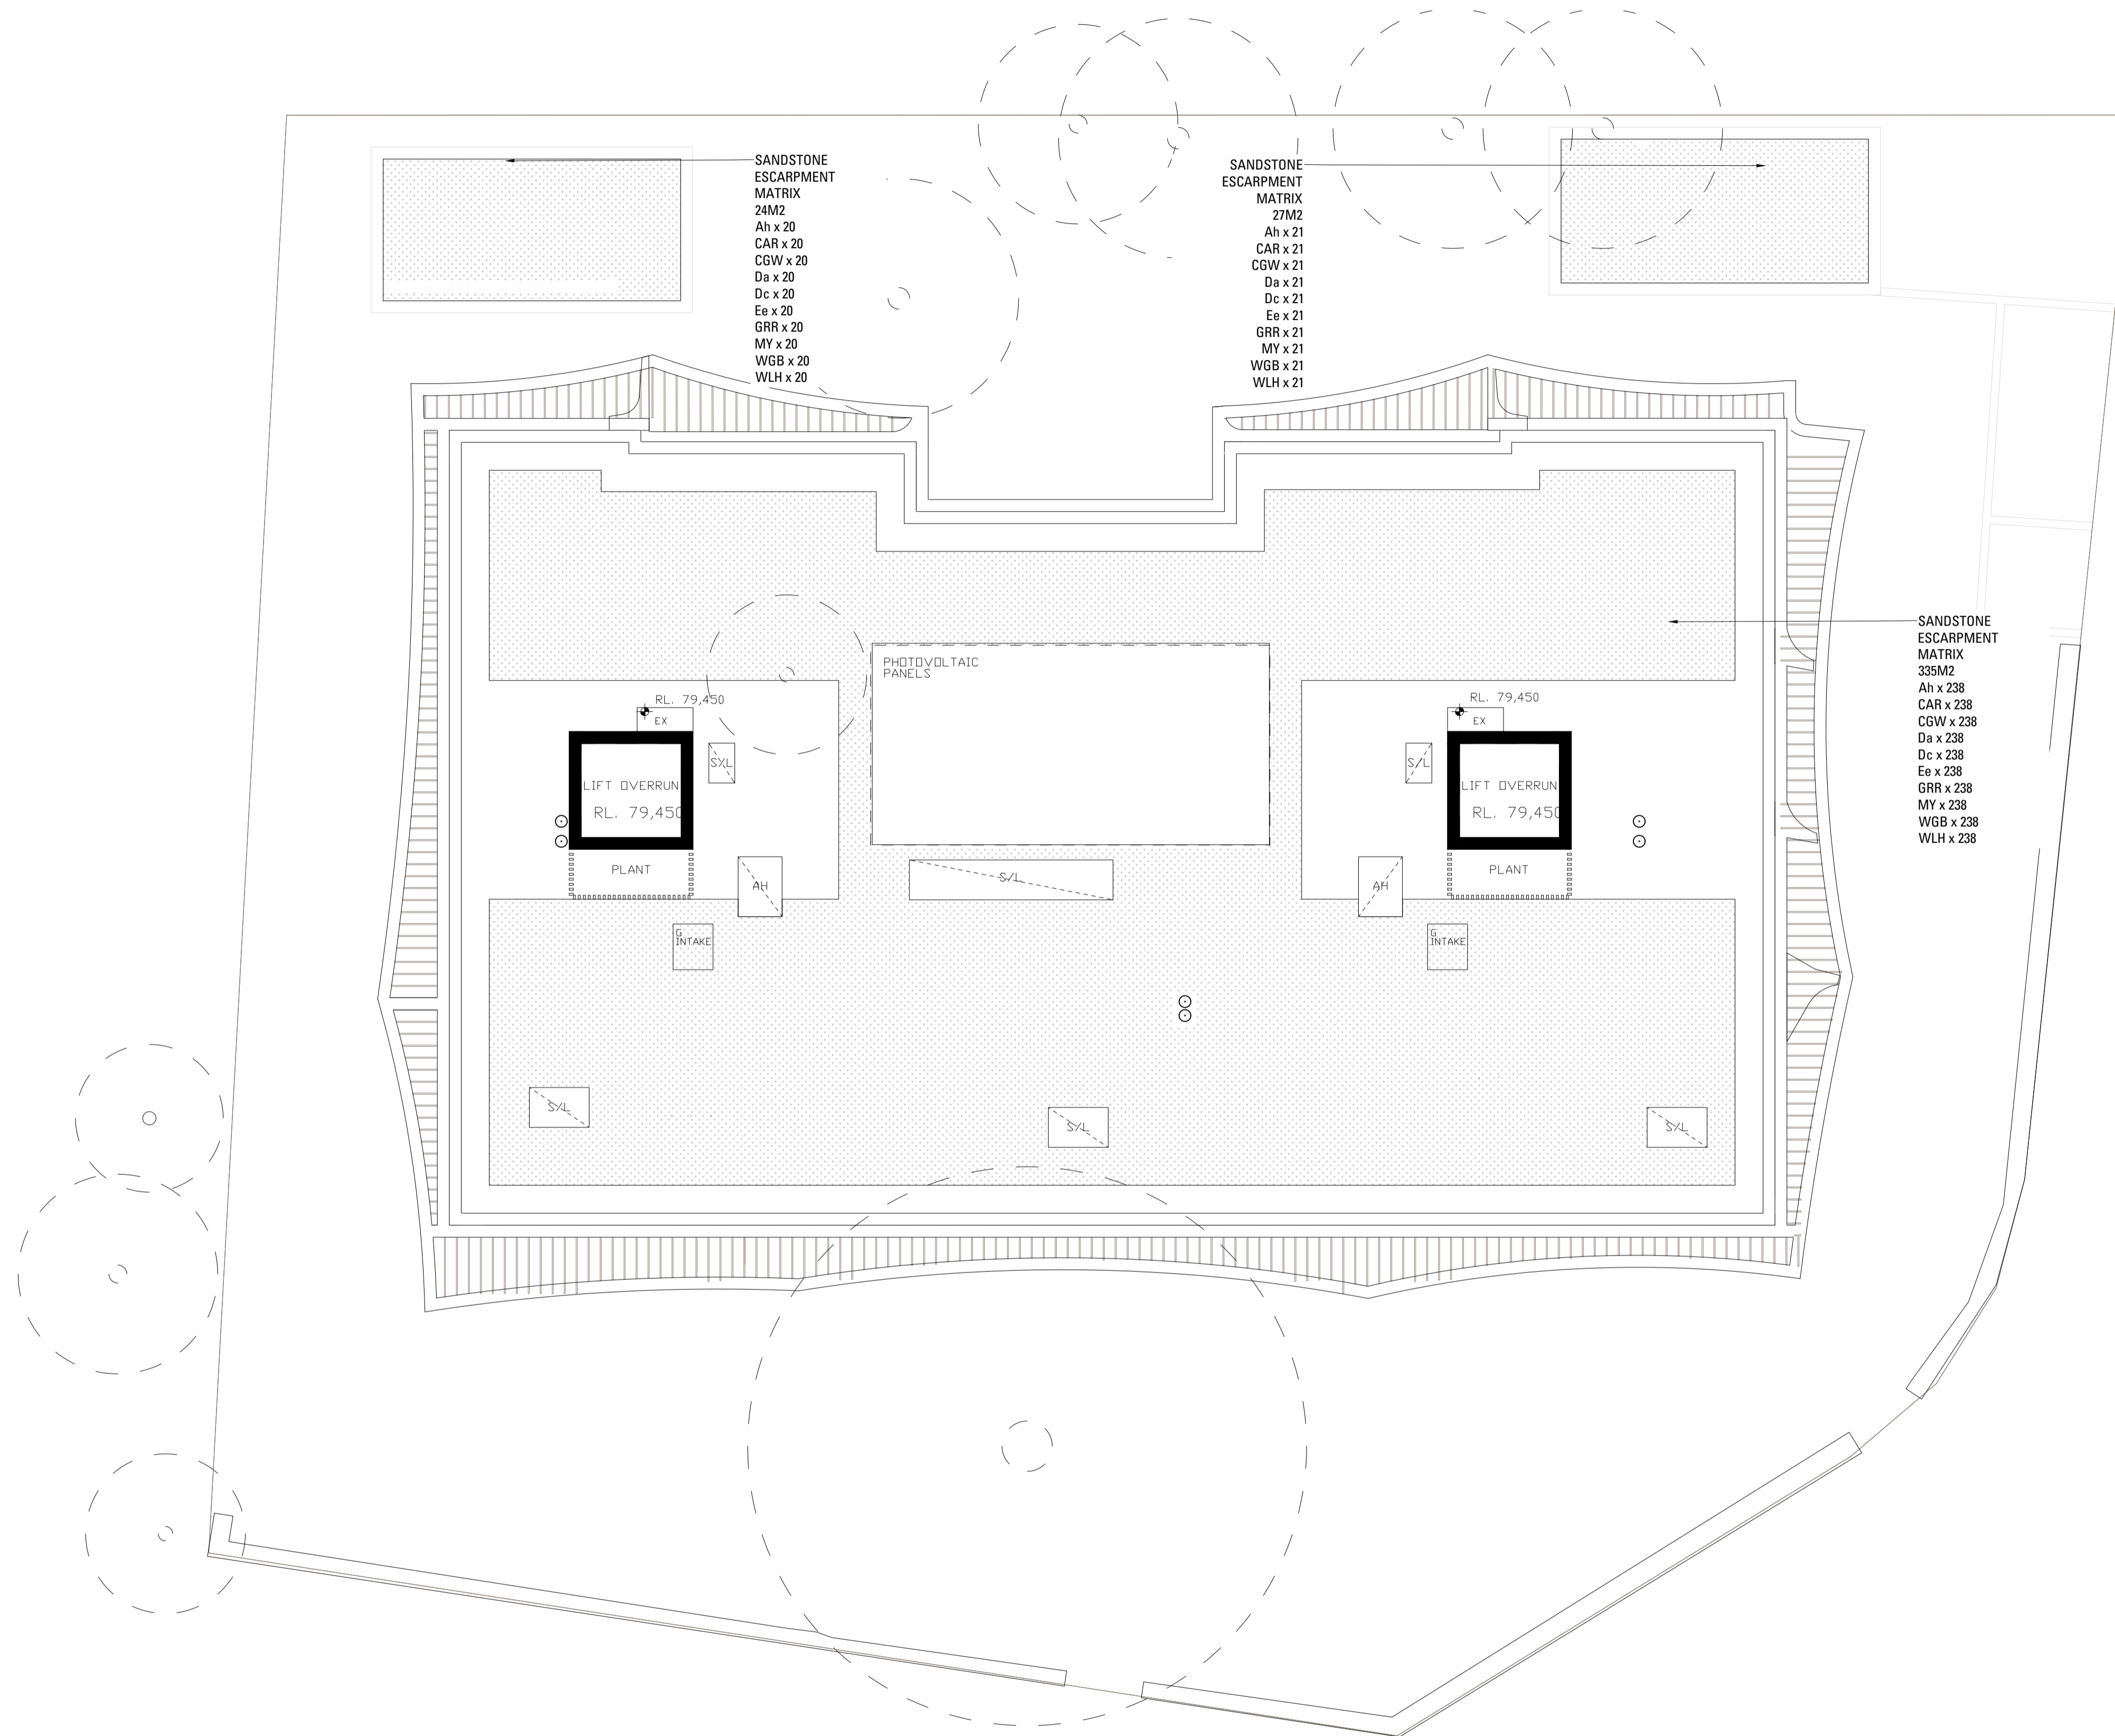 SANDSTONE
ESCARPMENT
MATRIX
24M2
Ah x 20
CAR x 20
CGW x 20
Da x 20
Dc x 20
Ee x 20
GRR x 20
MY x 20
WGB x 20
WLH x 20
SANDSTONE
ESCARPMENT
MATRIX
27M2
Ah x 21
CAR x 21
CGW x 21
Da x 21
Dc x 21
Ee x 21
GRR x 21
MY x 21
WGB x 21
WLH x 21
SANDSTONE
ESCARPMENT
MATRIX
335M2
Ah x 238
CAR x 238
CGW x 238
Da x 238
Dc x 238
Ee x 238
GRR x 238
MY x 238
WGB x 238
WLH x 238
PHOTOVOLTAIC
PANELS
RL. 79,450
EX
S/L
LIFT OVERRUN
RL. 79,450
PLANT
AH
G
INTAKE
S/L
RL. 79,450
EX
S/L
LIFT OVERRUN
RL. 79,450
PLANT
AH
G
INTAKE
S/L
S/L
S/L